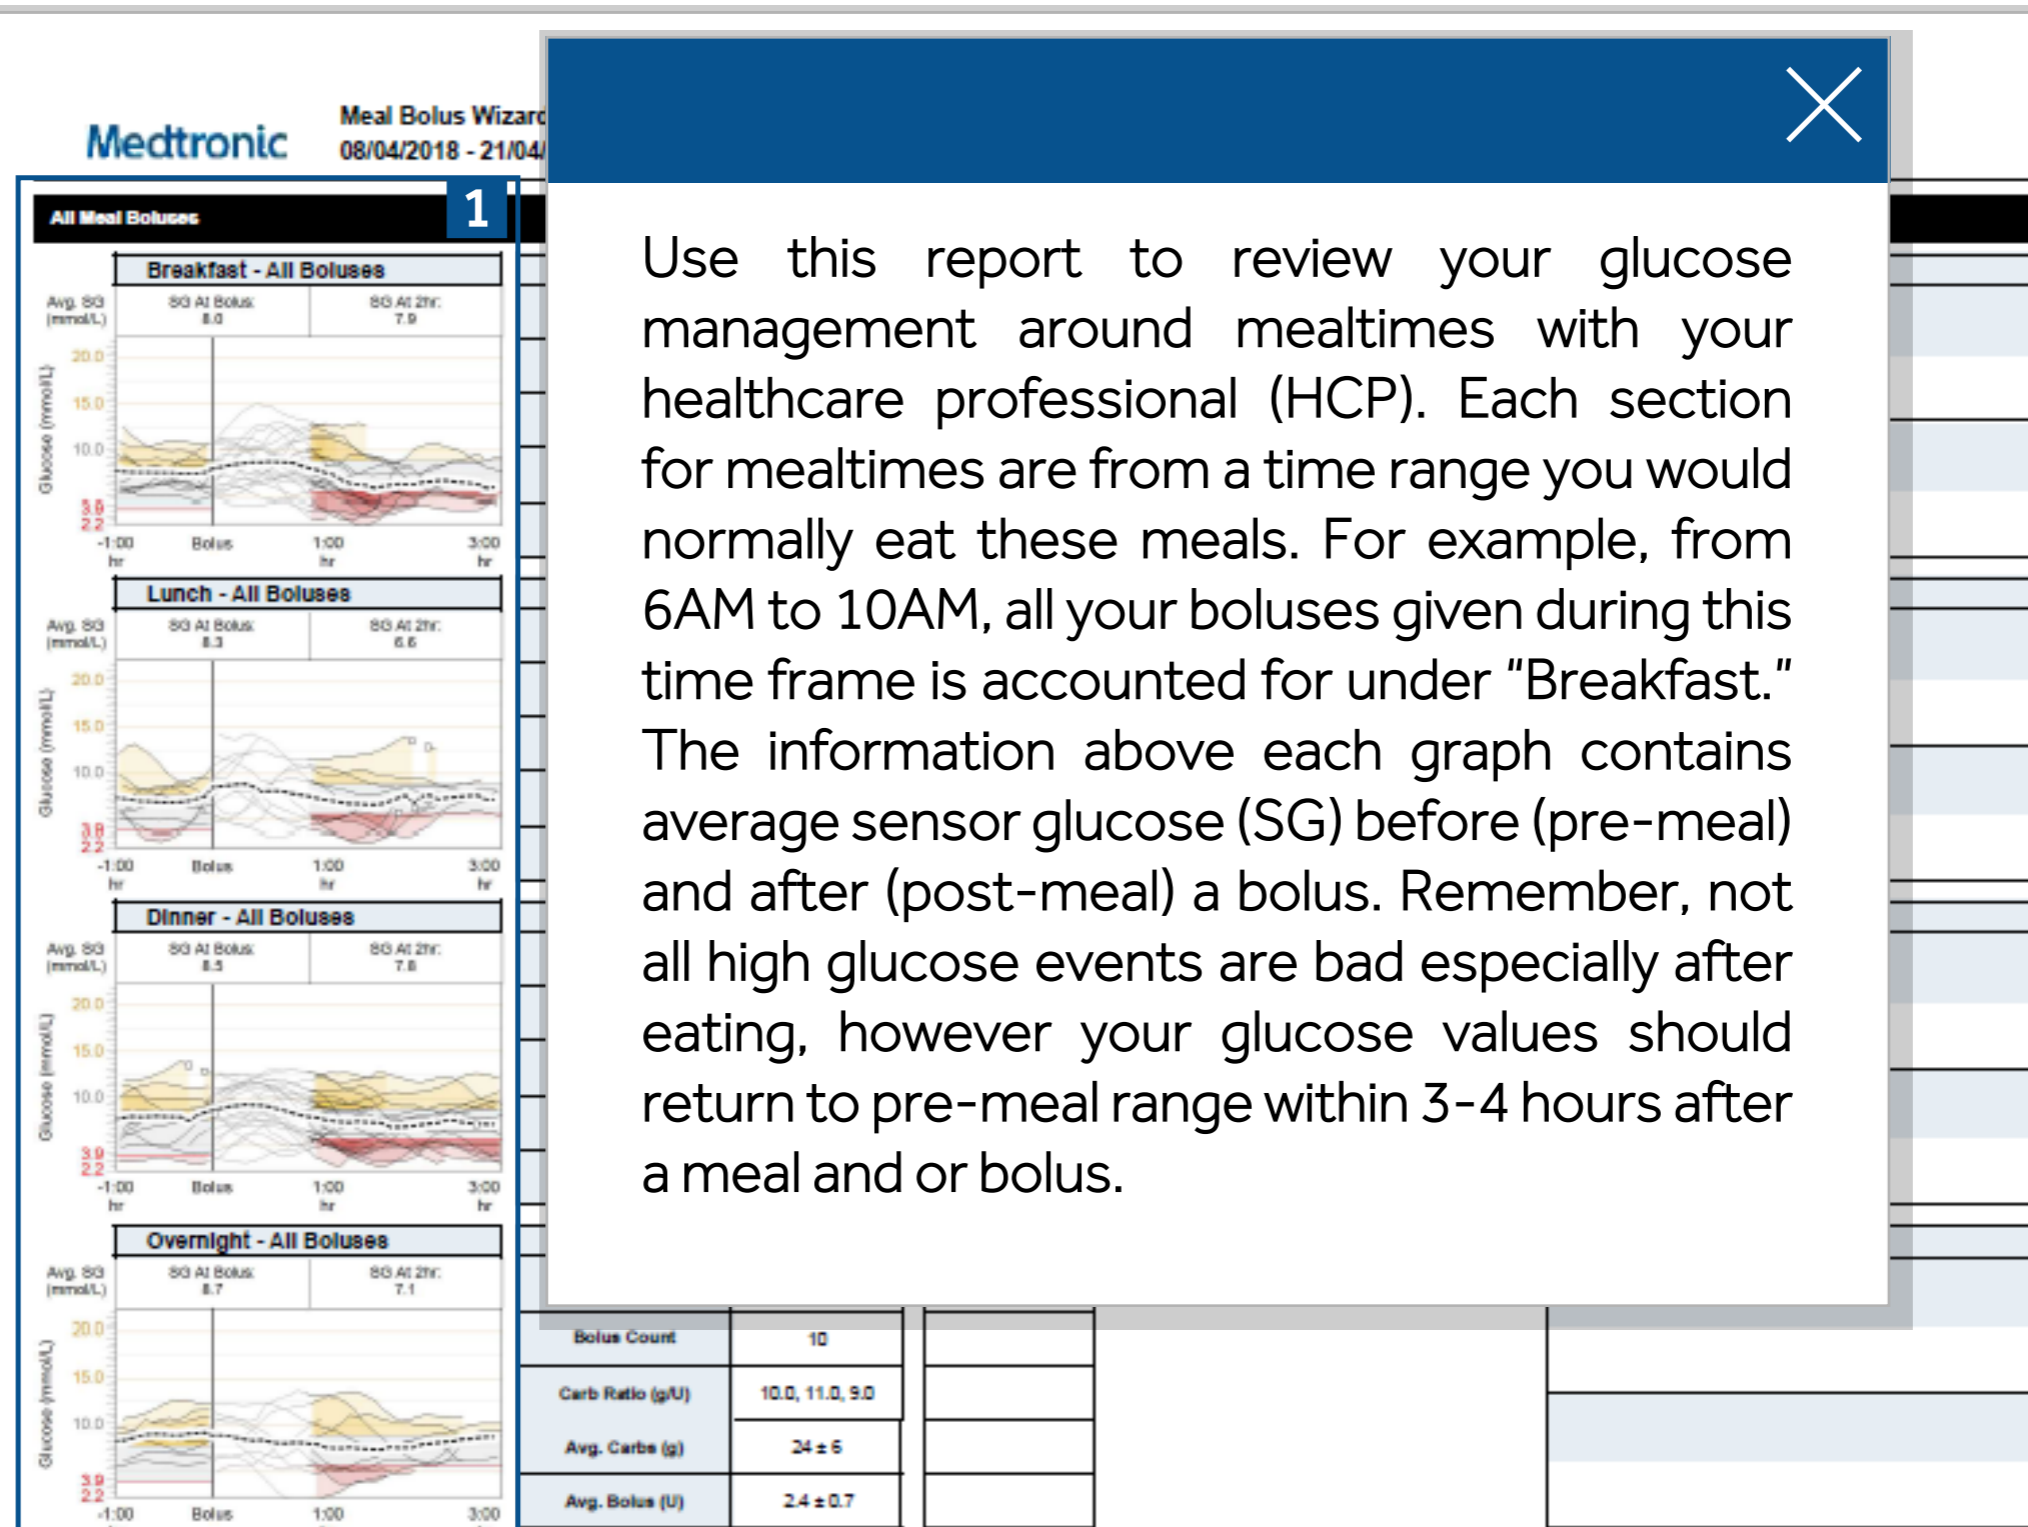 Medtronic
Meal Bolus Wizard
08/04/2018 - 21/04/
All Meal Boluses
1
Breakfast - All Boluses
Avg. SG
(mmol/L)
SG At Bolus:
8.0
SG At 2hr:
7.9
Glucose (mmol/L)
20.0
15.0
10.0
3.9
2.2
-1:00
hr
Bolus
1:00
hr
3:00
hr
Lunch - All Boluses
Avg. SG
(mmol/L)
SG At Bolus:
8.3
SG At 2hr:
6.6
Glucose (mmol/L)
20.0
15.0
10.0
3.9
2.2
-1:00
hr
Bolus
1:00
hr
3:00
hr
Dinner - All Boluses
Avg. SG
(mmol/L)
SG At Bolus:
8.5
SG At 2hr:
7.8
Glucose (mmol/L)
20.0
15.0
10.0
3.9
2.2
-1:00
hr
Bolus
1:00
hr
3:00
hr
Overnight - All Boluses
Avg. SG
(mmol/L)
SG At Bolus:
8.7
SG At 2hr:
7.1
Glucose (mmol/L)
20.0
15.0
10.0
3.9
2.2
-1:00
Bolus
1:00
3:00
Use this report to review your glucose
management around mealtimes with your
healthcare professional (HCP). Each section
for mealtimes are from a time range you would
normally eat these meals. For example, from
6AM to 10AM, all your boluses given during this
time frame is accounted for under "Breakfast."
The information above each graph contains
average sensor glucose (SG) before (pre-meal)
and after (post-meal) a bolus. Remember, not
all high glucose events are bad especially after
eating, however your glucose values should
return to pre-meal range within 3-4 hours after
a meal and or bolus.
Bolus Count 10
Carb Ratio (g/U) 10.0, 11.0, 9.0
Avg. Carbs (g) 24 ± 6
Avg. Bolus (U) 2.4 ± 0.7